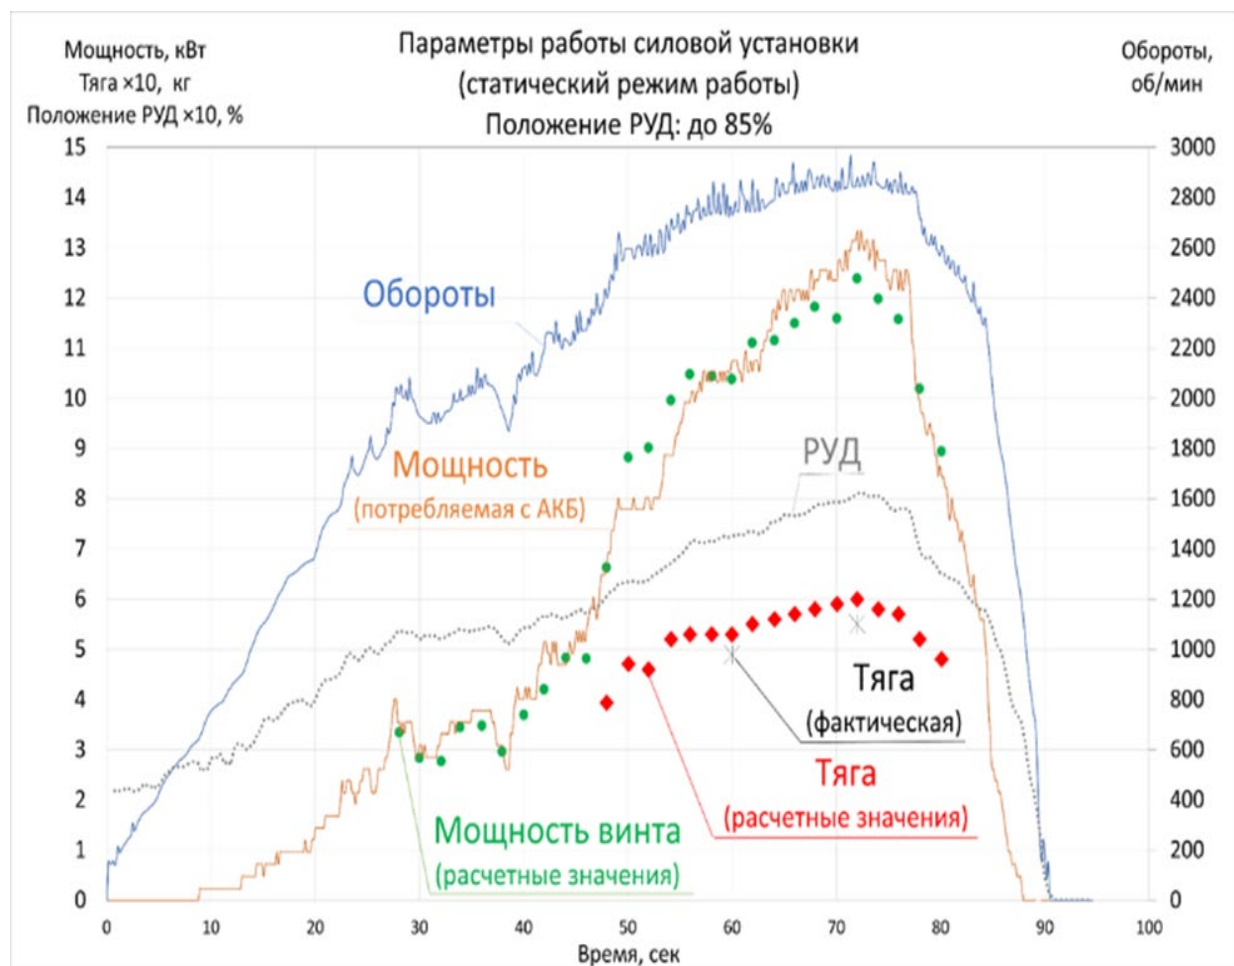 Мощность, кВт
Тяга ×10, кг
Положение РУД ×10, %
Параметры работы силовой установки
(статический режим работы)
Положение РУД: до 85%
Обороты,
об/мин
15
14
13
12
11
10
9
8
7
6
5
4
3
2
1
0
3000
2800
2600
2400
2200
2000
1800
1600
1400
1200
1000
800
600
400
200
0
Обороты
Мощность
(потребляемая с АКБ)
РУД
Тяга
(фактическая)
Тяга
(расчетные значения)
Мощность винта
(расчетные значения)
0 10 20 30 40 50 60 70 80 90 100
Время, сек